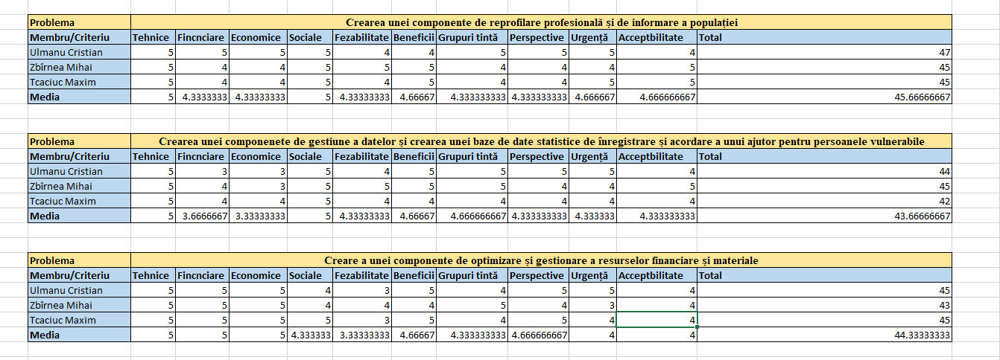 Problema Crearea unei componente de reprofilare profesională și de informare a populației
Membru/Criteriu Tehnice Fincnciare Economice Sociale Fezabilitate Beneficii Grupuri tintă Perspective Urgență Acceptbilitate Total
Ulmanu Cristian 5 5 5 5 4 4 5 5 5 4 47
Zbîrnea Mihai 5 4 4 5 5 5 4 4 4 5 45
Tcaciuc Maxim 5 4 4 5 4 5 4 4 5 5 45
Media 5 4.3333333 4.33333333 5 4.33333333 4.66667 4.333333333 4.333333333 4.666667 4.666666667 45.66666667
Problema Crearea unei componenete de gestiune a datelor și crearea unei baze de date statistice de înregistrare și acordare a unui ajutor pentru persoanele vulnerabile
Membru/Criteriu Tehnice Fincnciare Economice Sociale Fezabilitate Beneficii Grupuri tintă Perspective Urgență Acceptbilitate Total
Ulmanu Cristian 5 3 3 5 4 5 5 5 5 4 44
Zbîrnea Mihai 5 4 3 5 5 5 5 4 4 5 45
Tcaciuc Maxim 5 4 4 5 4 4 4 4 4 4 42
Media 5 3.6666667 3.33333333 5 4.33333333 4.66667 4.666666667 4.333333333 4.333333 4.333333333 43.66666667
Problema Creare a unei componente de optimizare și gestionare a resurselor financiare și materiale
Membru/Criteriu Tehnice Fincnciare Economice Sociale Fezabilitate Beneficii Grupuri tintă Perspective Urgență Acceptbilitate Total
Ulmanu Cristian 5 5 5 4 3 5 4 5 5 4 45
Zbîrnea Mihai 5 5 5 4 4 4 5 4 3 4 43
Tcaciuc Maxim 5 5 5 5 3 5 4 5 4 4 45
Media 5 5 5 4.333333 3.33333333 4.66667 4.333333333 4.666666667 4 4 44.33333333